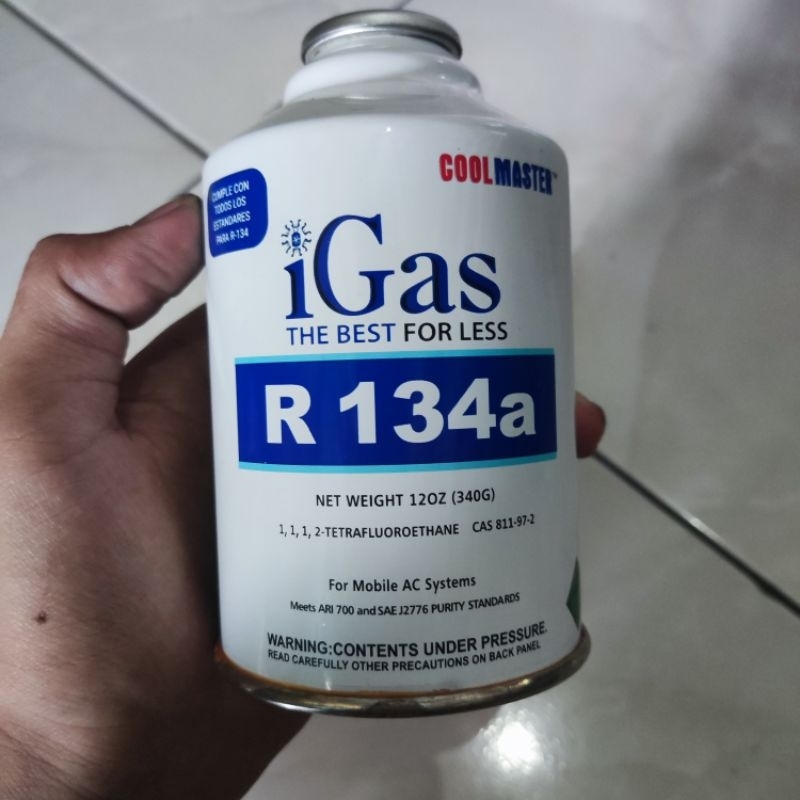 COOLMASTER™
CUMPLE CON
TODOS LOS
ESTANDARES
PARA R-134
iGas
THE BEST FOR LESS
R 134a
NET WEIGHT 12OZ (340G)
1, 1, 1, 2-TETRAFLUOROETHANE CAS 811-97-2
For Mobile AC Systems
Meets ARI 700 and SAE J2776 PURITY STANDARDS
WARNING:CONTENTS UNDER PRESSURE.
READ CAREFULLY OTHER PRECAUTIONS ON BACK PANEL